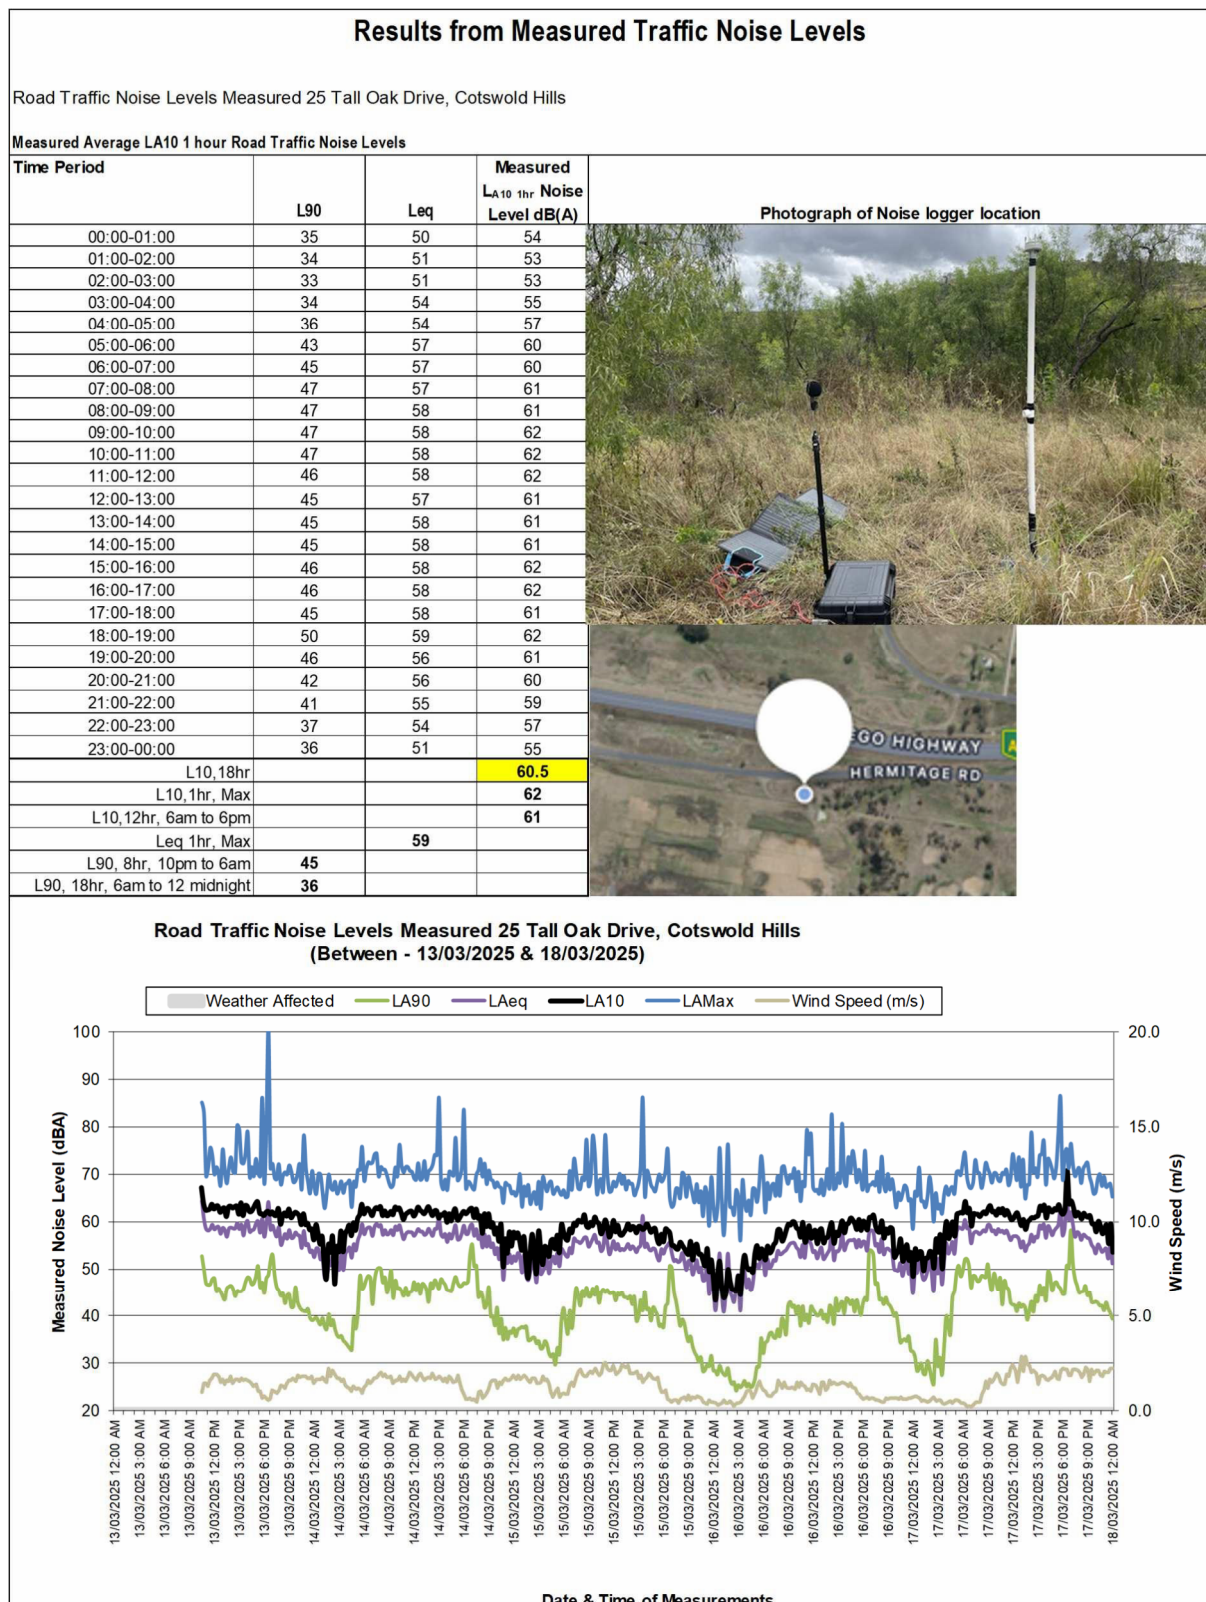 Results from Measured Traffic Noise Levels
Road Traffic Noise Levels Measured 25 Tall Oak Drive, Cotswold Hills
Measured Average LA10 1 hour Road Traffic Noise Levels
Time Period L90 Leq Measured LA10 1hr Noise Level dB(A)
Photograph of Noise logger location
00:00-01:00 35 50 54
01:00-02:00 34 51 53
02:00-03:00 33 51 53
03:00-04:00 34 54 55
04:00-05:00 36 54 57
05:00-06:00 43 57 60
06:00-07:00 45 57 60
07:00-08:00 47 57 61
08:00-09:00 47 58 61
09:00-10:00 47 58 62
10:00-11:00 47 58 62
11:00-12:00 46 58 62
12:00-13:00 45 57 61
13:00-14:00 45 58 61
14:00-15:00 45 58 61
15:00-16:00 46 58 62
16:00-17:00 46 58 62
17:00-18:00 45 58 61
18:00-19:00 50 59 62
19:00-20:00 46 56 61
20:00-21:00 42 56 60
21:00-22:00 41 55 59
22:00-23:00 37 54 57
23:00-00:00 36 51 55
L10,18hr 60.5
L10,1hr, Max 62
L10,12hr, 6am to 6pm 61
Leq 1hr, Max 59
L90, 8hr, 10pm to 6am 45
L90, 18hr, 6am to 12 midnight 36
EGO HIGHWAY
A
HERMITAGE RD
Road Traffic Noise Levels Measured 25 Tall Oak Drive, Cotswold Hills
(Between - 13/03/2025 & 18/03/2025)
Weather Affected LA90 LAeq LA10 LAMax Wind Speed (m/s)
Measured Noise Level (dBA)
100
90
80
70
60
50
40
30
20
20.0
15.0
10.0
5.0
0.0
Wind Speed (m/s)
13/03/2025 12:00 AM
13/03/2025 3:00 AM
13/03/2025 6:00 AM
13/03/2025 9:00 AM
13/03/2025 12:00 PM
13/03/2025 3:00 PM
13/03/2025 6:00 PM
13/03/2025 9:00 PM
14/03/2025 12:00 AM
14/03/2025 3:00 AM
14/03/2025 6:00 AM
14/03/2025 9:00 AM
14/03/2025 12:00 PM
14/03/2025 3:00 PM
14/03/2025 6:00 PM
14/03/2025 9:00 PM
15/03/2025 12:00 AM
15/03/2025 3:00 AM
15/03/2025 6:00 AM
15/03/2025 9:00 AM
15/03/2025 12:00 PM
15/03/2025 3:00 PM
15/03/2025 6:00 PM
15/03/2025 9:00 PM
16/03/2025 12:00 AM
16/03/2025 3:00 AM
16/03/2025 6:00 AM
16/03/2025 9:00 AM
16/03/2025 12:00 PM
16/03/2025 3:00 PM
16/03/2025 6:00 PM
16/03/2025 9:00 PM
17/03/2025 12:00 AM
17/03/2025 3:00 AM
17/03/2025 6:00 AM
17/03/2025 9:00 AM
17/03/2025 12:00 PM
17/03/2025 3:00 PM
17/03/2025 6:00 PM
17/03/2025 9:00 PM
18/03/2025 12:00 AM
Date & Time of Measurements